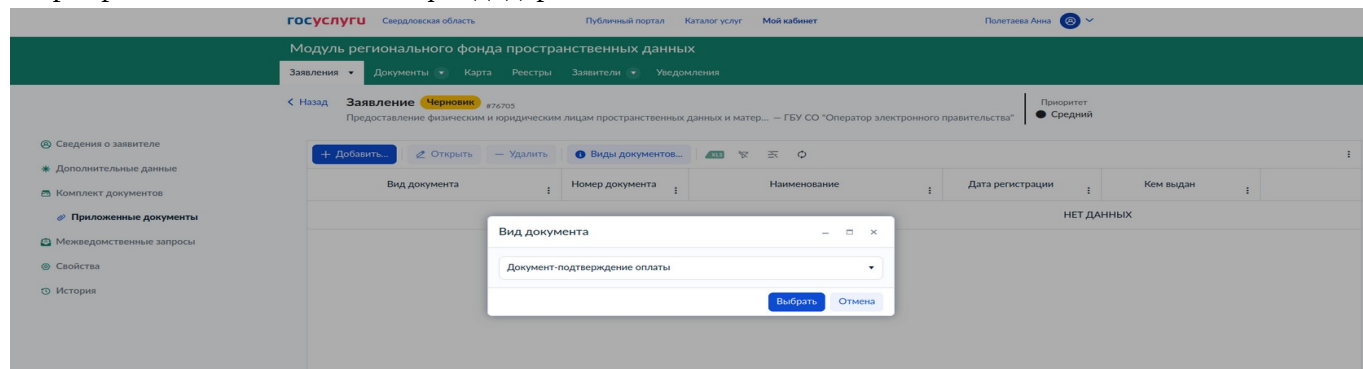 госуслуги Свердловская область Публичный портал Каталог услуг Мой кабинет Полетаева Анна
Модуль регионального фонда пространственных данных
Заявления Документы Карта Реестры Заявители Уведомления
Назад Заявление Черновик #76705 Приоритет
Предоставление физическим и юридическим лицам пространственных данных и матер... — ГБУ СО "Оператор электронного правительства" Средний
Сведения о заявителе
+ Добавить... Открыть — Удалить Виды документов... XLS
Дополнительные данные
Вид документа Номер документа Наименование Дата регистрации Кем выдан
Комплект документов
Приложенные документы
НЕТ ДАННЫХ
Вид документа
Межведомственные запросы
Свойства
Документ-подтверждение оплаты
История
Выбрать Отмена